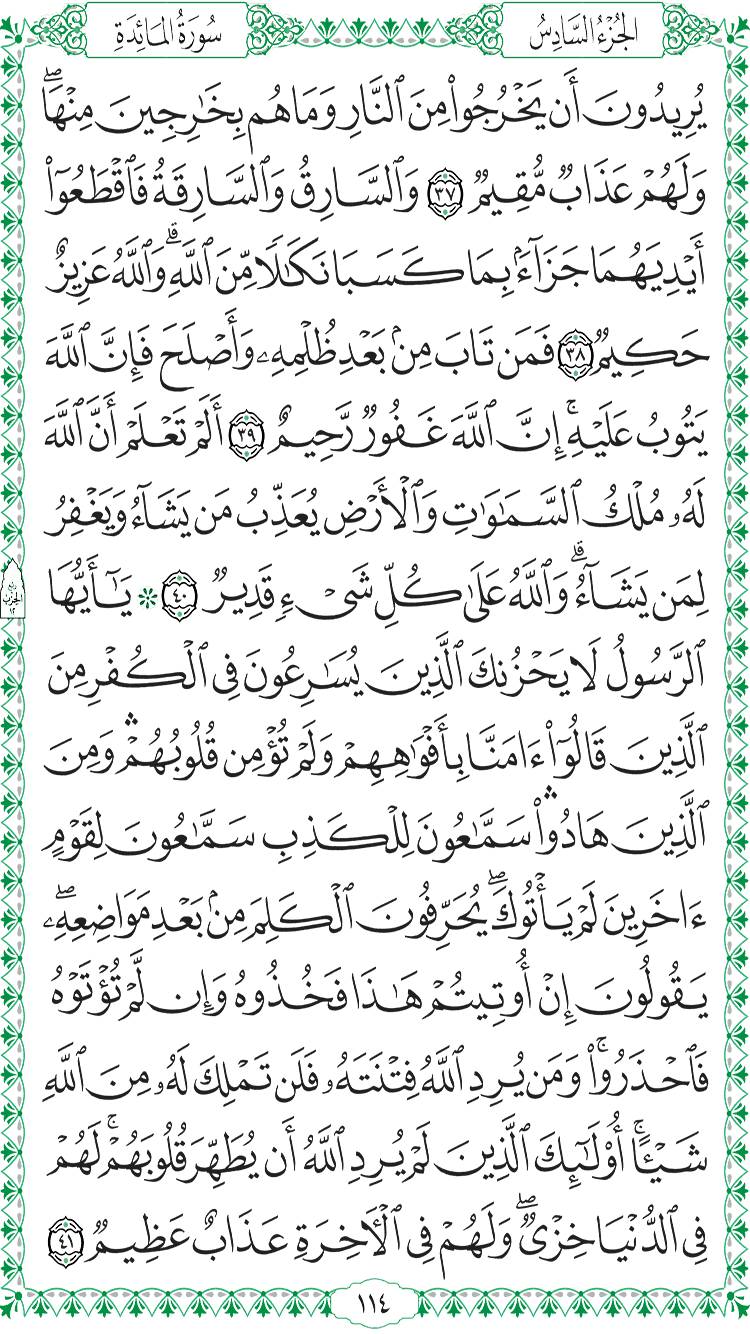 الجُزْءُ السَّادِسُ
سُورَةُ المَائِدَةِ
يُرِيدُونَ أَن يَخْرُجُوا۟ مِنَ ٱلنَّارِ وَمَا هُم بِخَٰرِجِينَ مِنْهَا ۖ
وَلَهُمْ عَذَابٌ مُّقِيمٌ ٣٧ وَٱلسَّارِقُ وَٱلسَّارِقَةُ فَٱقْطَعُوٓا۟
أَيْدِيَهُمَا جَزَآءًۢ بِمَا كَسَبَا نَكَٰلًا مِّنَ ٱللَّهِ ۗ وَٱللَّهُ عَزِيزٌ
حَكِيمٌ ٣٨ فَمَن تَابَ مِنۢ بَعْدِ ظُلْمِهِۦ وَأَصْلَحَ فَإِنَّ ٱللَّهَ
يَتُوبُ عَلَيْهِ ۚ إِنَّ ٱللَّهَ غَفُورٌ رَّحِيمٌ ٣٩ أَلَمْ تَعْلَمْ أَنَّ ٱللَّهَ
لَهُۥ مُلْكُ ٱلسَّمَٰوَٰتِ وَٱلْأَرْضِ يُعَذِّبُ مَن يَشَآءُ وَيَغْفِرُ
لِمَن يَشَآءُ ۗ وَٱللَّهُ عَلَىٰ كُلِّ شَىْءٍ قَدِيرٌ ٤٠ ۞ يَٰٓأَيُّهَا
ربع
الحزب
١٢
ٱلرَّسُولُ لَا يَحْزُنكَ ٱلَّذِينَ يُسَٰرِعُونَ فِى ٱلْكُفْرِ مِنَ
ٱلَّذِينَ قَالُوٓا۟ ءَامَنَّا بِأَفْوَٰهِهِمْ وَلَمْ تُؤْمِن قُلُوبُهُمْ ۛ وَمِنَ
ٱلَّذِينَ هَادُوا۟ ۛ سَمَّٰعُونَ لِلْكَذِبِ سَمَّٰعُونَ لِقَوْمٍ
ءَاخَرِينَ لَمْ يَأْتُوكَ ۖ يُحَرِّفُونَ ٱلْكَلِمَ مِنۢ بَعْدِ مَوَاضِعِهِۦ ۖ
يَقُولُونَ إِنْ أُوتِيتُمْ هَٰذَا فَخُذُوهُ وَإِن لَّمْ تُؤْتَوْهُ
فَٱحْذَرُوا۟ ۚ وَمَن يُرِدِ ٱللَّهُ فِتْنَتَهُۥ فَلَن تَمْلِكَ لَهُۥ مِنَ ٱللَّهِ
شَيْـًٔا ۚ أُو۟لَٰٓئِكَ ٱلَّذِينَ لَمْ يُرِدِ ٱللَّهُ أَن يُطَهِّرَ قُلُوبَهُمْ ۚ لَهُمْ
فِى ٱلدُّنْيَا خِزْىٌ ۖ وَلَهُمْ فِى ٱلْءَاخِرَةِ عَذَابٌ عَظِيمٌ ٤١
١١٤